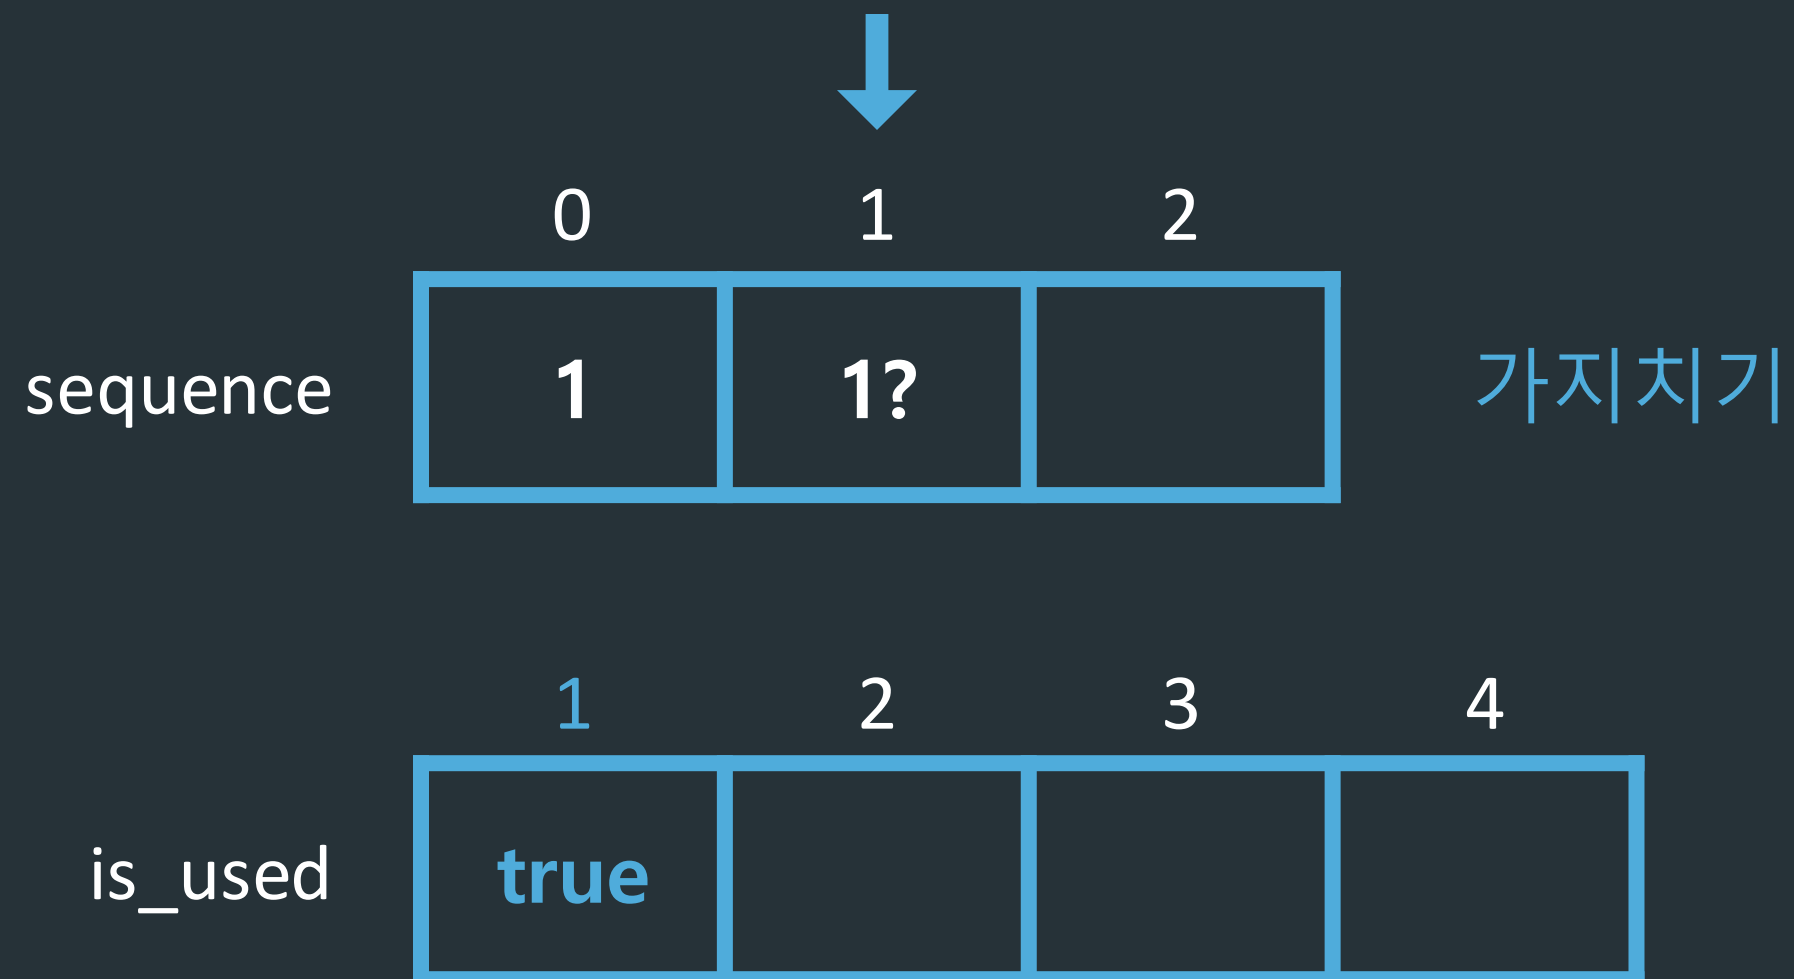 0 1 2
sequence 1 1? 가지치기
1 2 3 4
is_used true